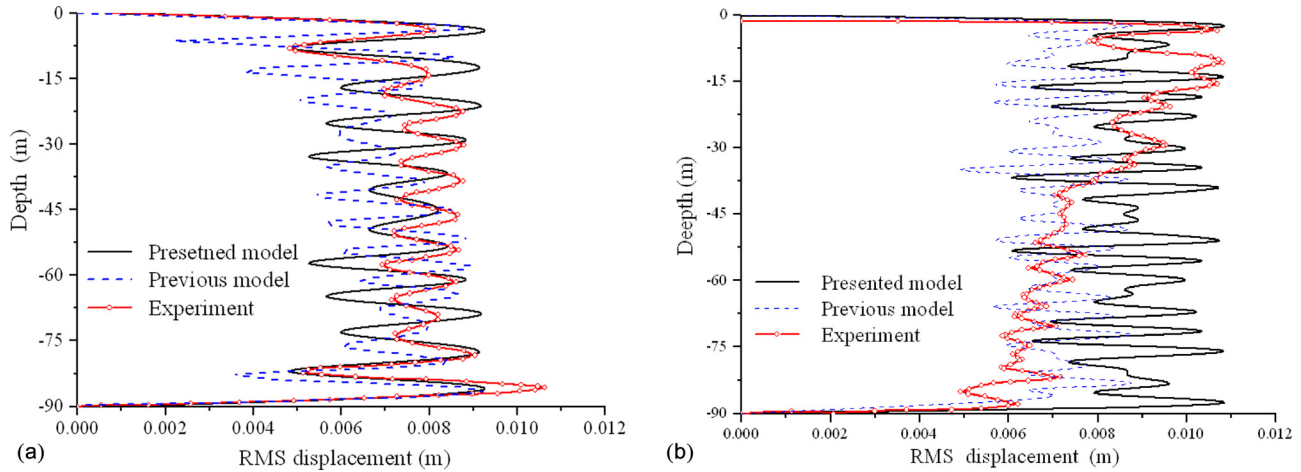 0
-15
-30
-45
-60
-75
-90
Depth (m)
Presetned model
Previous model
Experiment
0.000
0.002
0.004
0.006
0.008
0.010
0.012
RMS displacement (m)
(a)
0
-15
-30
-45
-60
-75
-90
Deepth (m)
Presented model
Previous model
Experiment
0.000
0.002
0.004
0.006
0.008
0.010
0.012
RMS displacement (m)
(b)